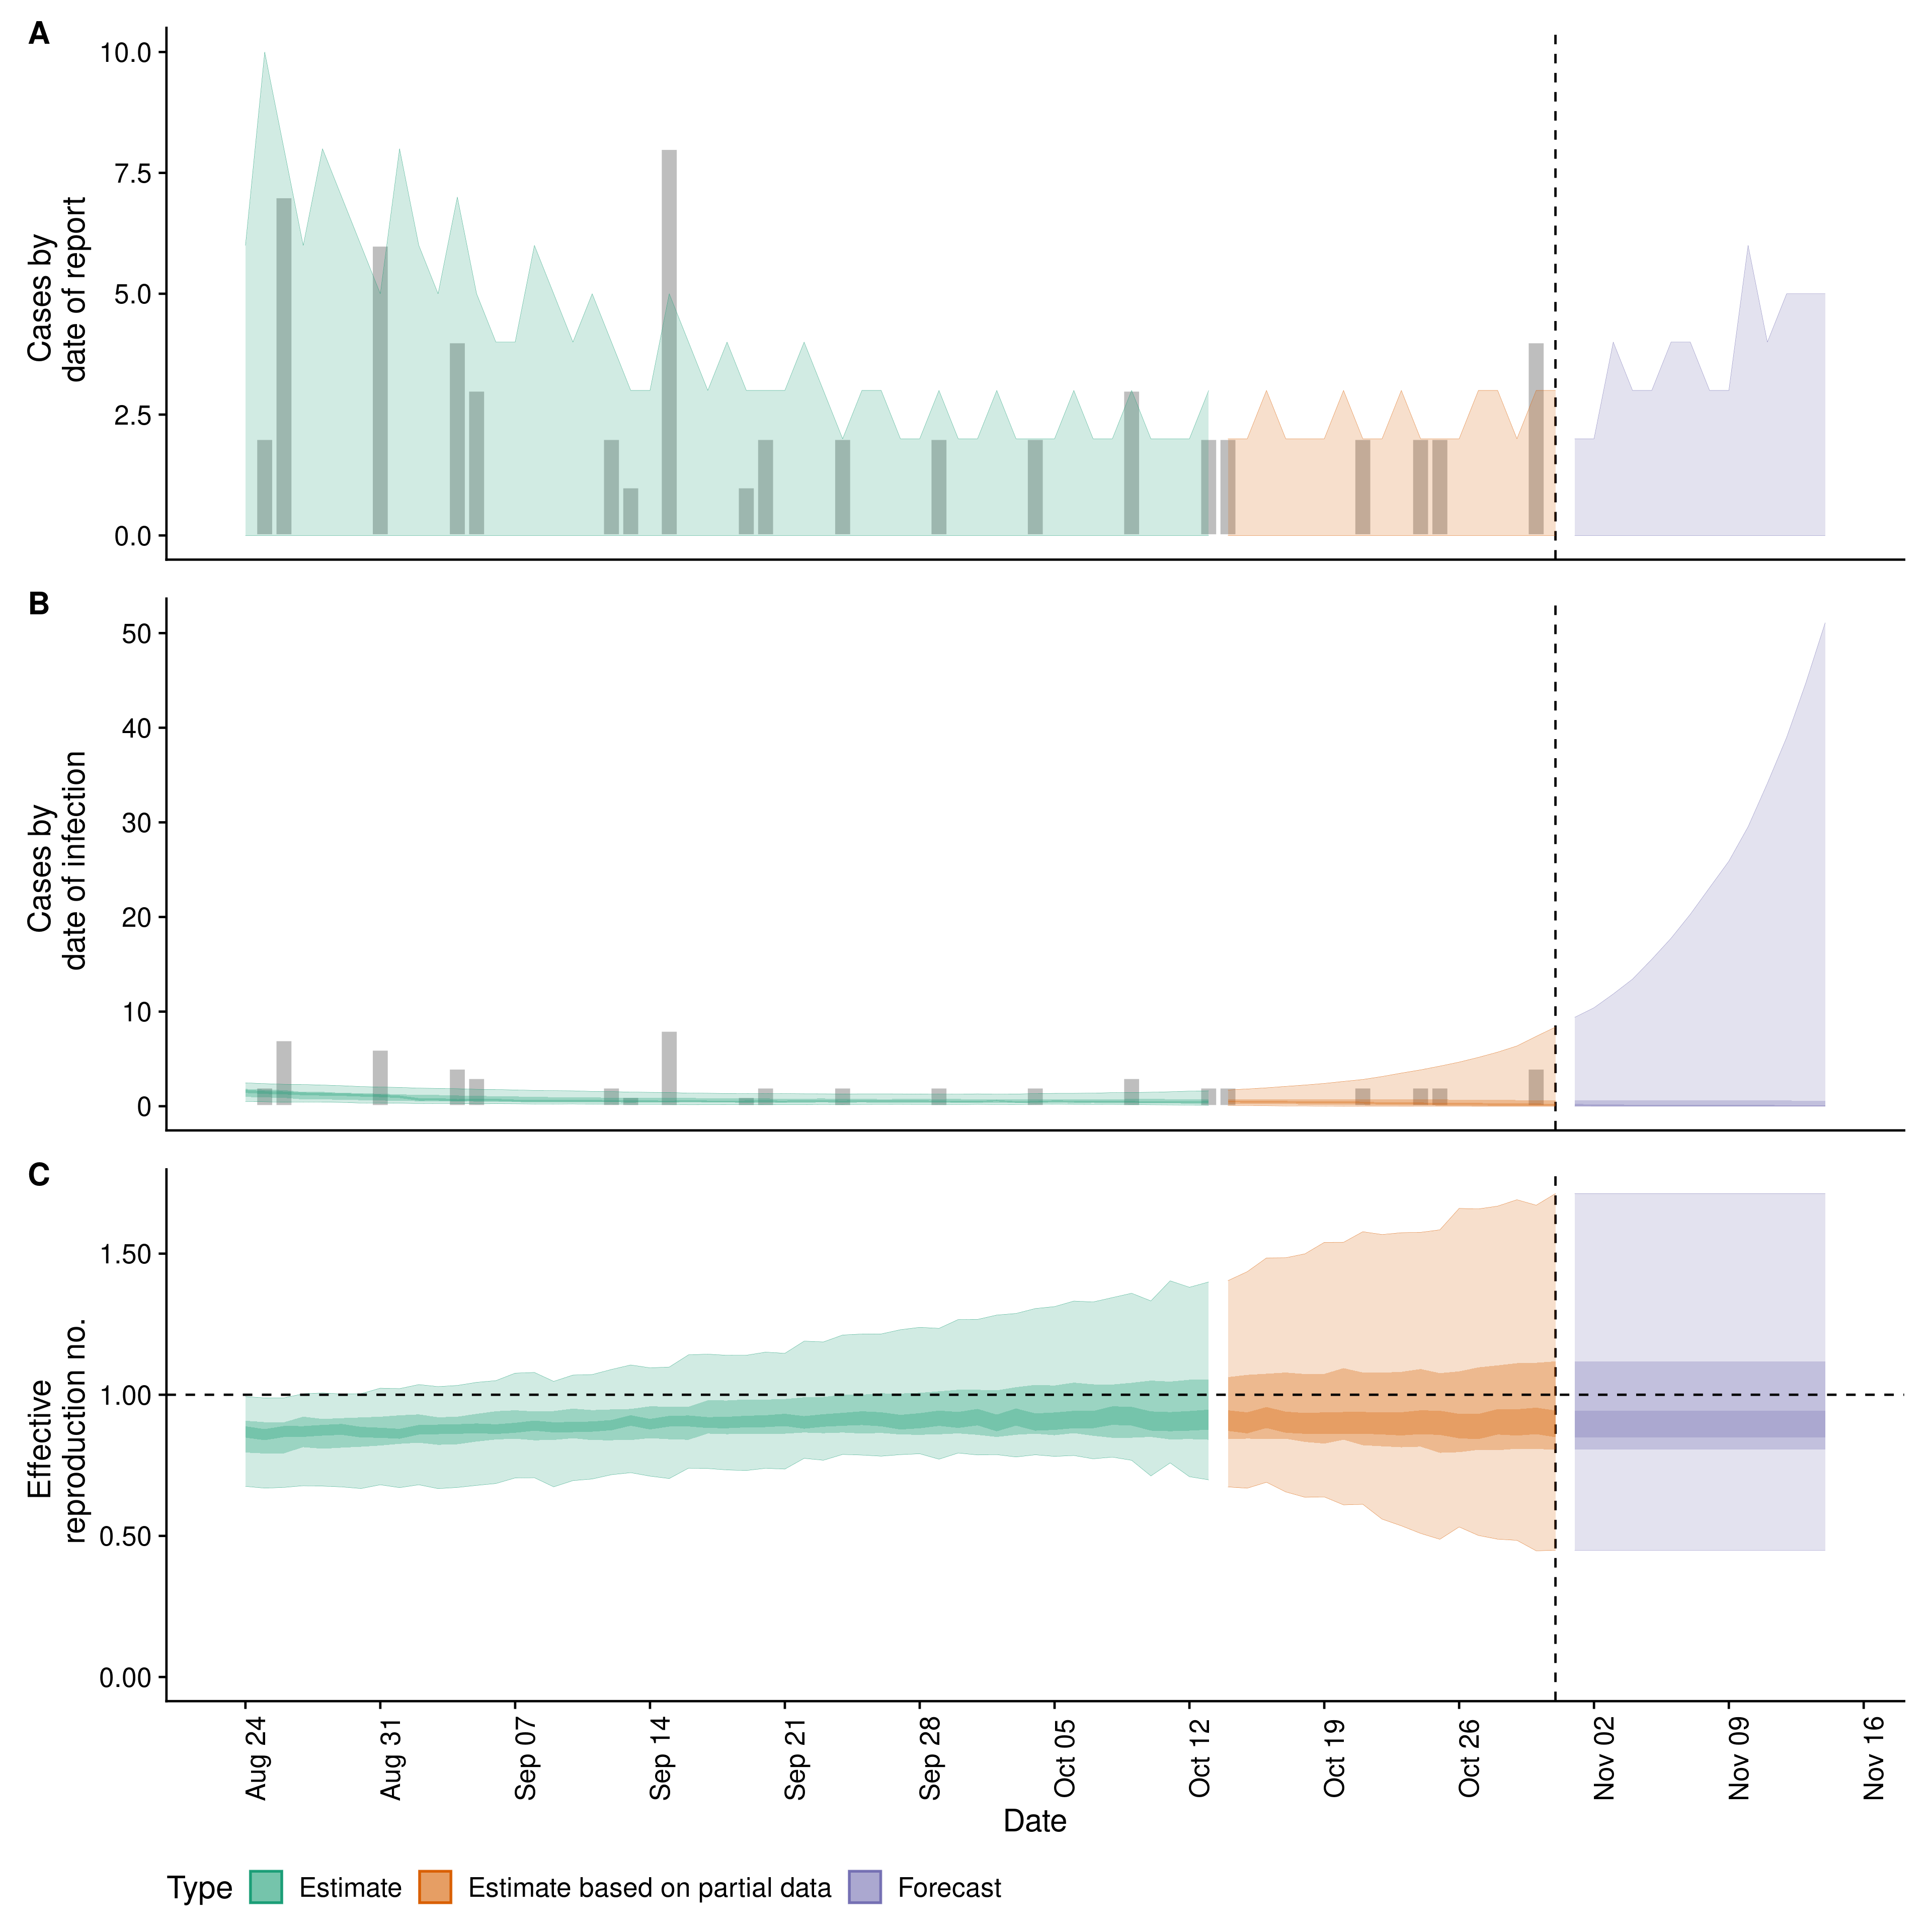 A
10.0
7.5
5.0
2.5
0.0
Cases by
date of report
B
50
40
30
20
10
0
Cases by
date of infection
C
1.50
1.00
0.50
0.00
Effective
reproduction no.
Aug 24
Aug 31
Sep 07
Sep 14
Sep 21
Sep 28
Oct 05
Oct 12
Oct 19
Oct 26
Nov 02
Nov 09
Nov 16
Date
Type Estimate Estimate based on partial data Forecast